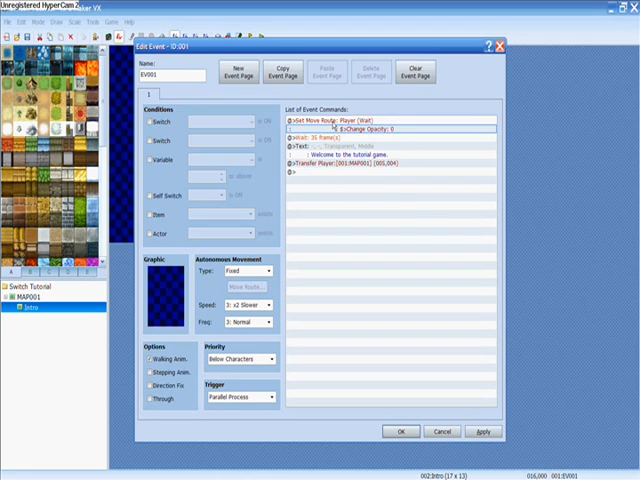 Unregistered HyperCam 2
ker VX
File Edit Mode Draw Scale Tools Game Help
Edit Event - ID:001
Name:
EV001
New Event Page
Copy Event Page
Paste Event Page
Delete Event Page
Clear Event Page
1
Conditions
Switch is ON
Switch is ON
Variable is
or above
Self Switch is ON
Item exists
Actor exists
Graphic
Autonomous Movement
Type: Fixed
Move Route...
Speed: 3: x2 Slower
Freq: 3: Normal
Options
Walking Anim.
Stepping Anim.
Direction Fix
Through
Priority
Below Characters
Trigger
Parallel Process
List of Event Commands:
@>Set Move Route: Player (Wait)
: $>Change Opacity: 0
@>Wait: 35 frame(s)
@>Text: -, -, Transparent, Middle
: : Welcome to the tutorial game.
@>Transfer Player:[001:MAP001] (005,004)
@>
OK
Cancel
Apply
A B C D E
Switch Tutorial
MAP001
Intro
002:Intro (17 x 13)
016,000
001:EV001